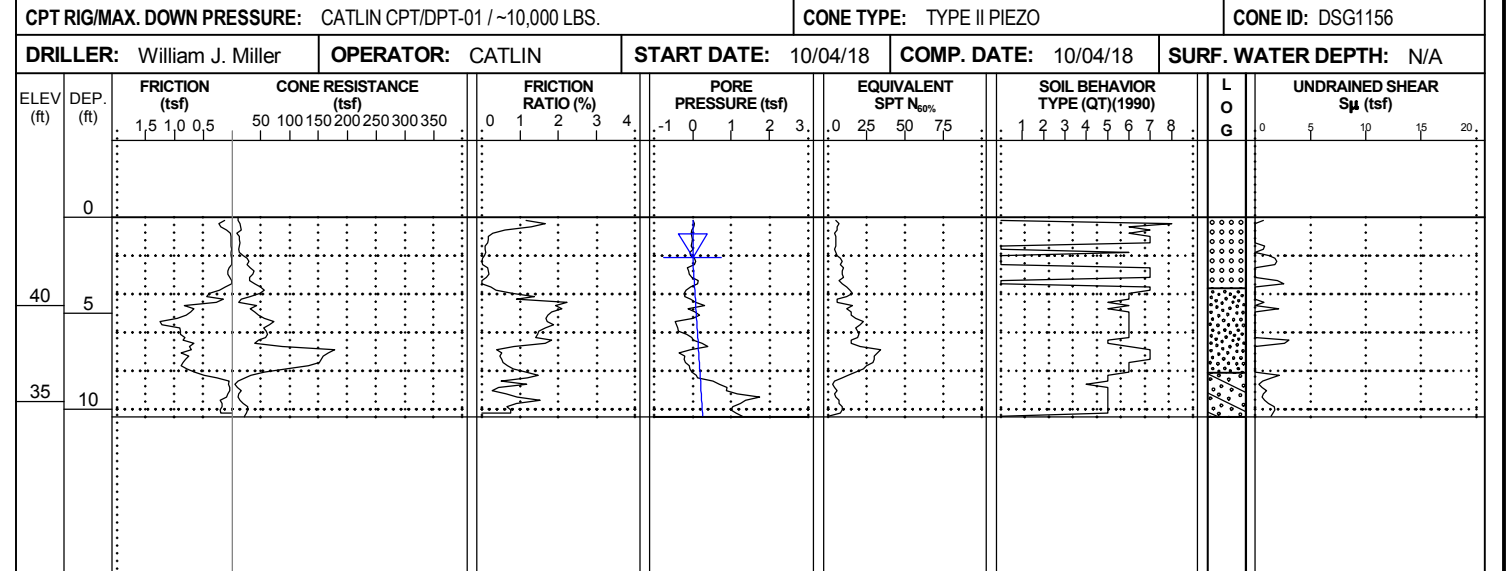 CPT RIG/MAX. DOWN PRESSURE: CATLIN CPT/DPT-01 / ~10,000 LBS. CONE TYPE: TYPE II PIEZO CONE ID: DSG1156
DRILLER: William J. Miller OPERATOR: CATLIN START DATE: 10/04/18 COMP. DATE: 10/04/18 SURF. WATER DEPTH: N/A
ELEV (ft)
DEP. (ft)
FRICTION
(tsf)
1,5 1,0 0,5
CONE RESISTANCE
(tsf)
50 100 150 200 250 300 350
FRICTION
RATIO (%)
0 1 2 3 4
PORE
PRESSURE (tsf)
-1 0 1 2 3
EQUIVALENT
SPT N60%
0 25 50 75
SOIL BEHAVIOR
TYPE (QT)(1990)
1 2 3 4 5 6 7 8
L
O
G
UNDRAINED SHEAR
Sµ (tsf)
0 5 10 15 20
0
40
5
35
10